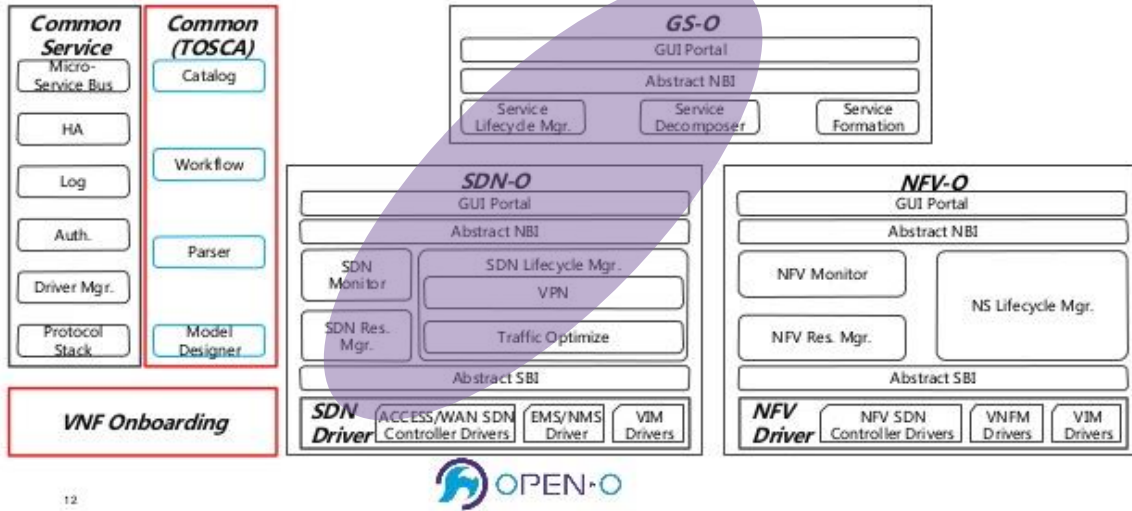 Common
Service
Micro-
Service Bus
HA
Log
Auth.
Driver Mgr.
Protocol
Stack
Common
(TOSCA)
Catalog
Workflow
Parser
Model
Designer
VNF Onboarding
GS-O
GUI Portal
Abstract NBI
Service
Lifecycle Mgr.
Service
Decomposer
Service
Formation
SDN-O
GUI Portal
Abstract NBI
SDN
Monitor
SDN Res.
Mgr.
SDN Lifecycle Mgr.
VPN
Traffic Optimize
Abstract SBI
SDN
Driver
ACCESS/WAN SDN
Controller Drivers
EMS/NMS
Driver
VIM
Drivers
NFV-O
GUI Portal
Abstract NBI
NFV Monitor
NFV Res. Mgr.
NS Lifecycle Mgr.
Abstract SBI
NFV
Driver
NFV SDN
Controller Drivers
VNFM
Drivers
VIM
Drivers
12
OPEN-O